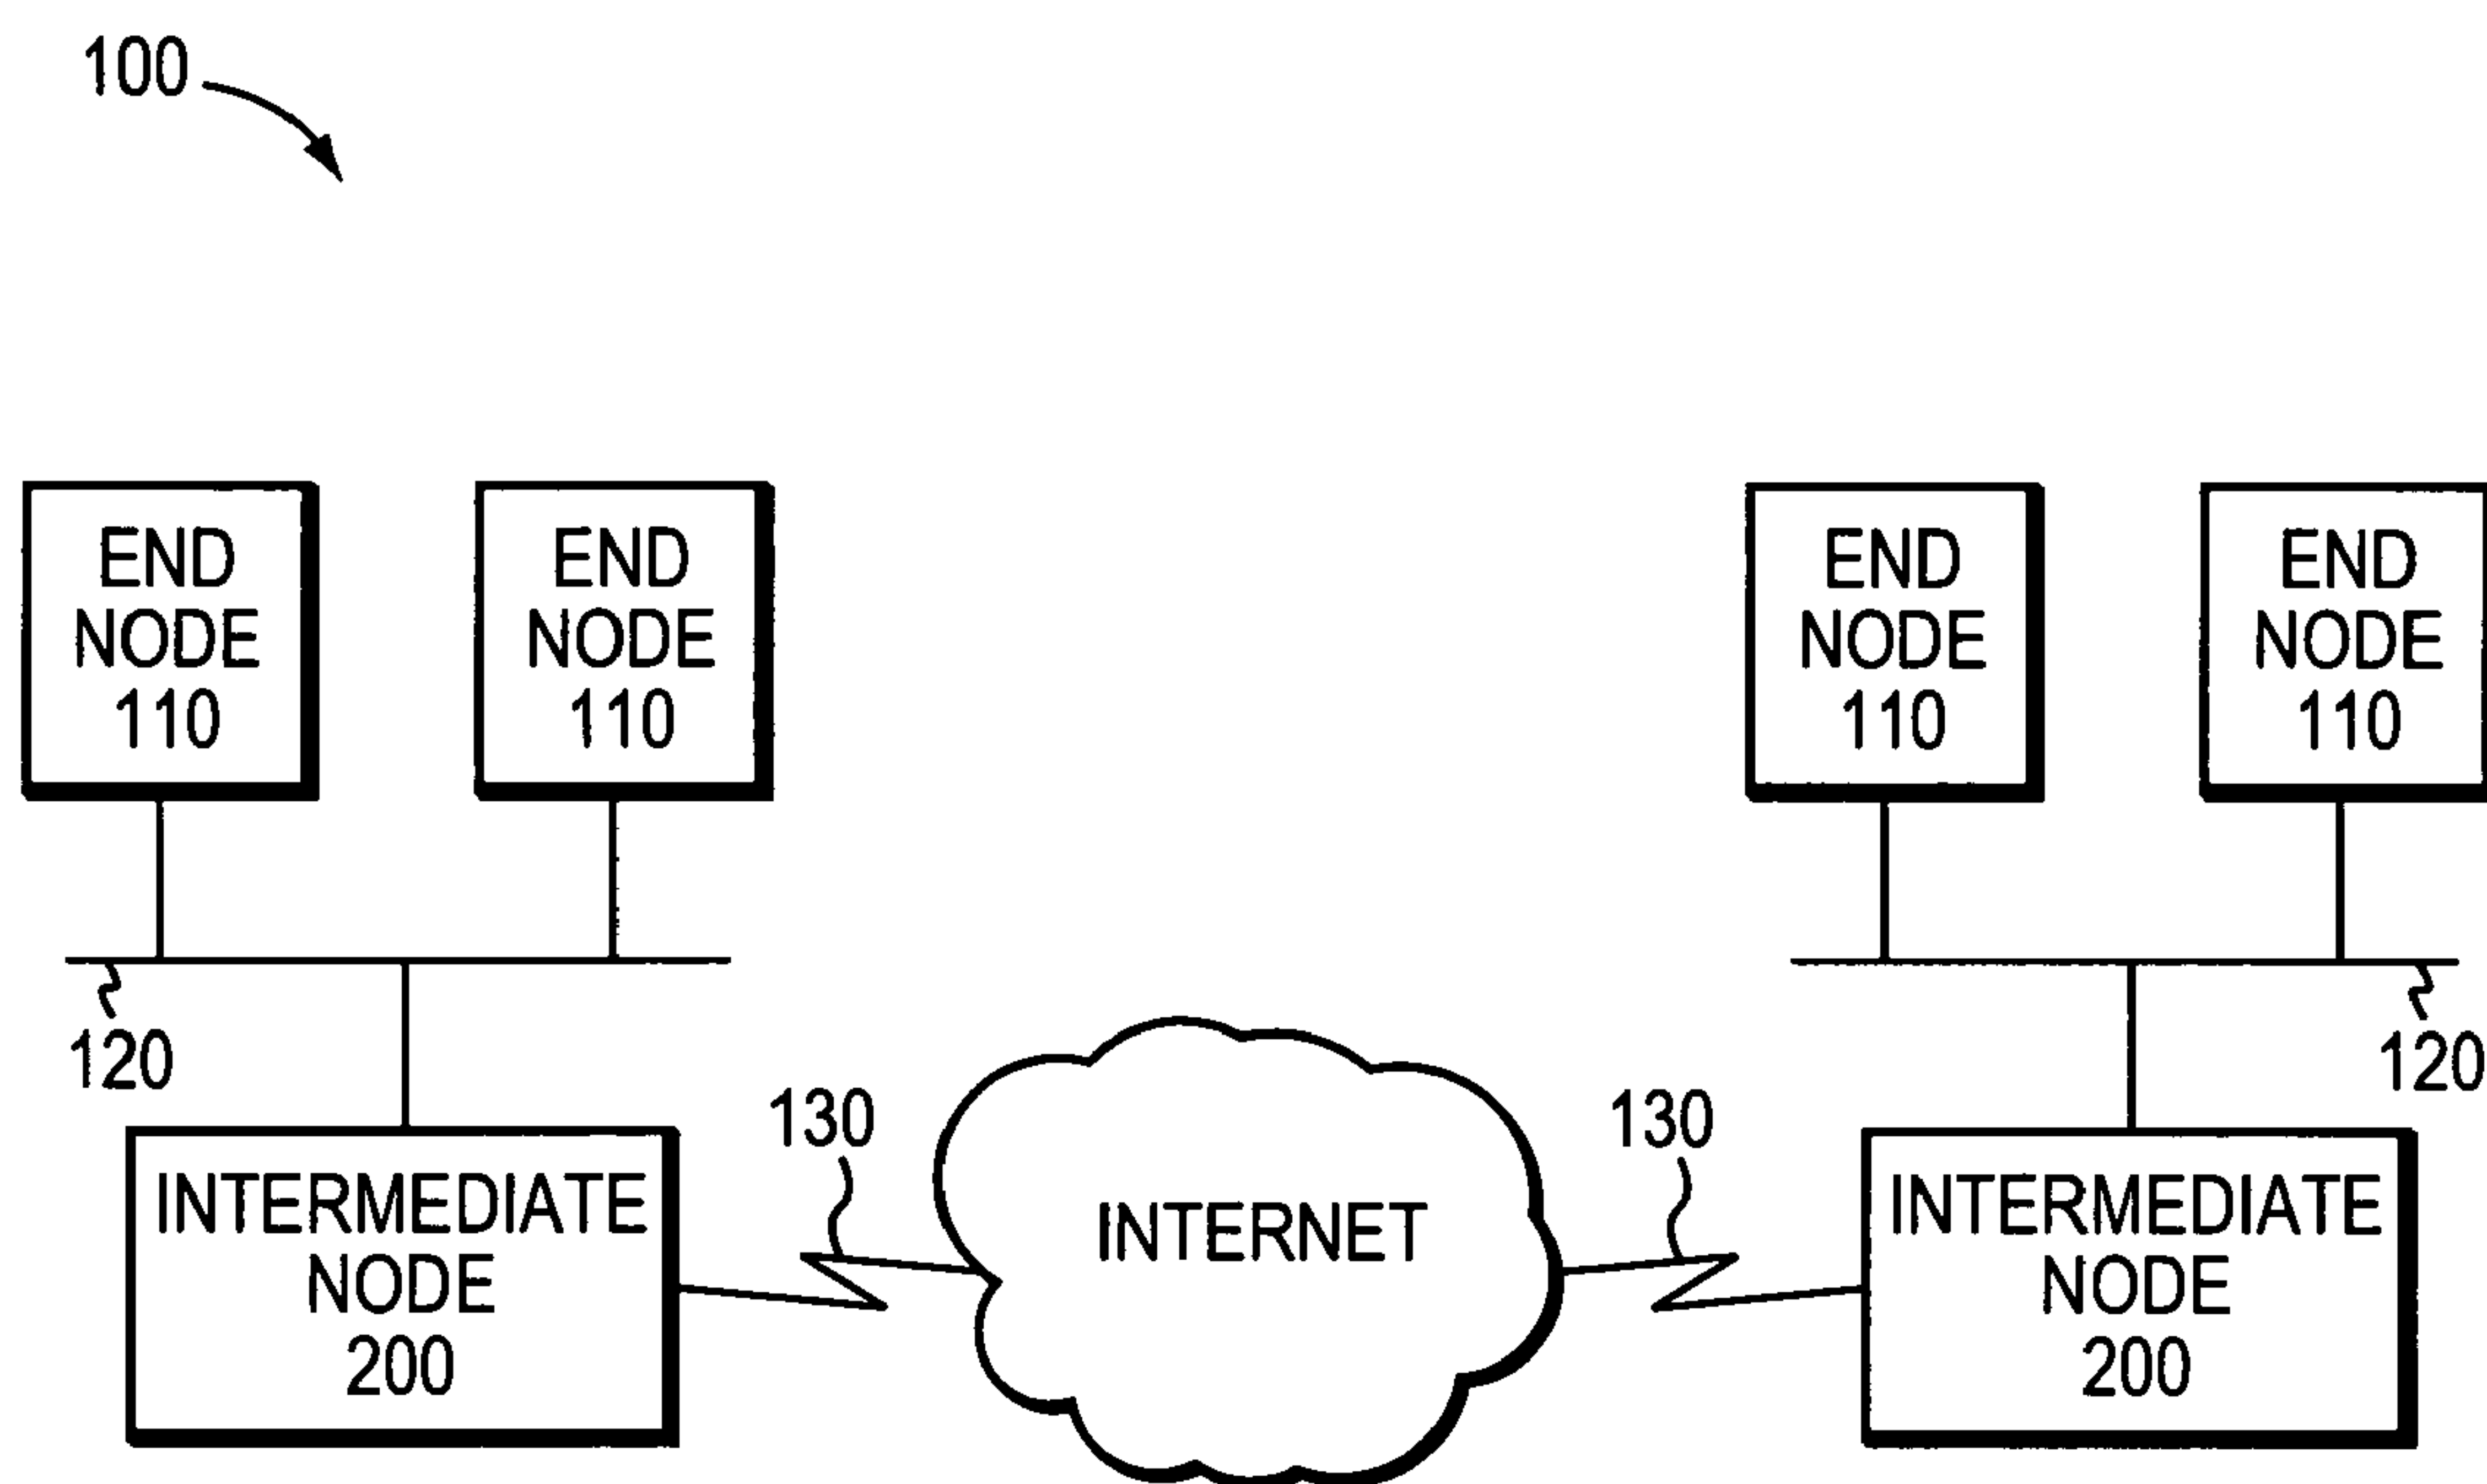 100
END
NODE
110
END
NODE
110
END
NODE
110
END
NODE
110
120
120
130
130
INTERMEDIATE
NODE
200
INTERNET
INTERMEDIATE
NODE
200